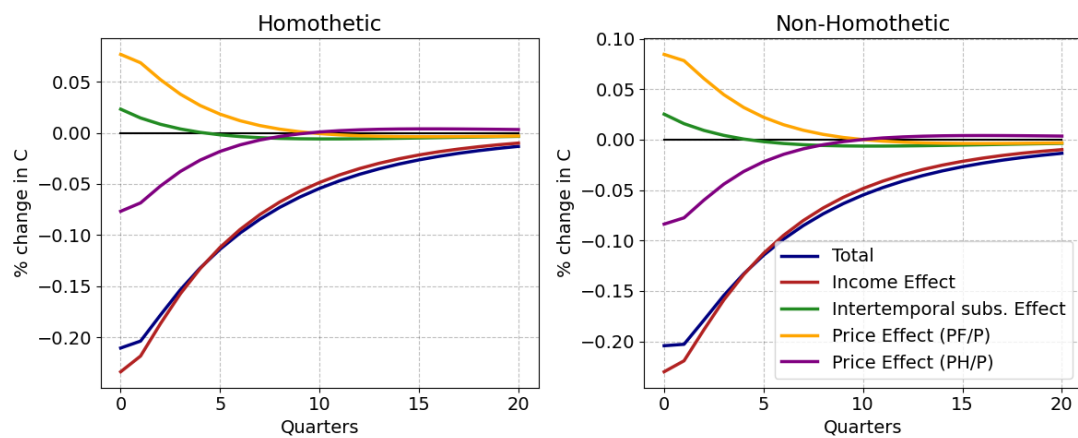 Homothetic
% change in C
0.05
0.00
−0.05
−0.10
−0.15
−0.20
0
5
10
15
20
Quarters
Non-Homothetic
% change in C
0.10
0.05
0.00
−0.05
−0.10
−0.15
−0.20
Total
Income Effect
Intertemporal subs. Effect
Price Effect (PF/P)
Price Effect (PH/P)
0
5
10
15
20
Quarters